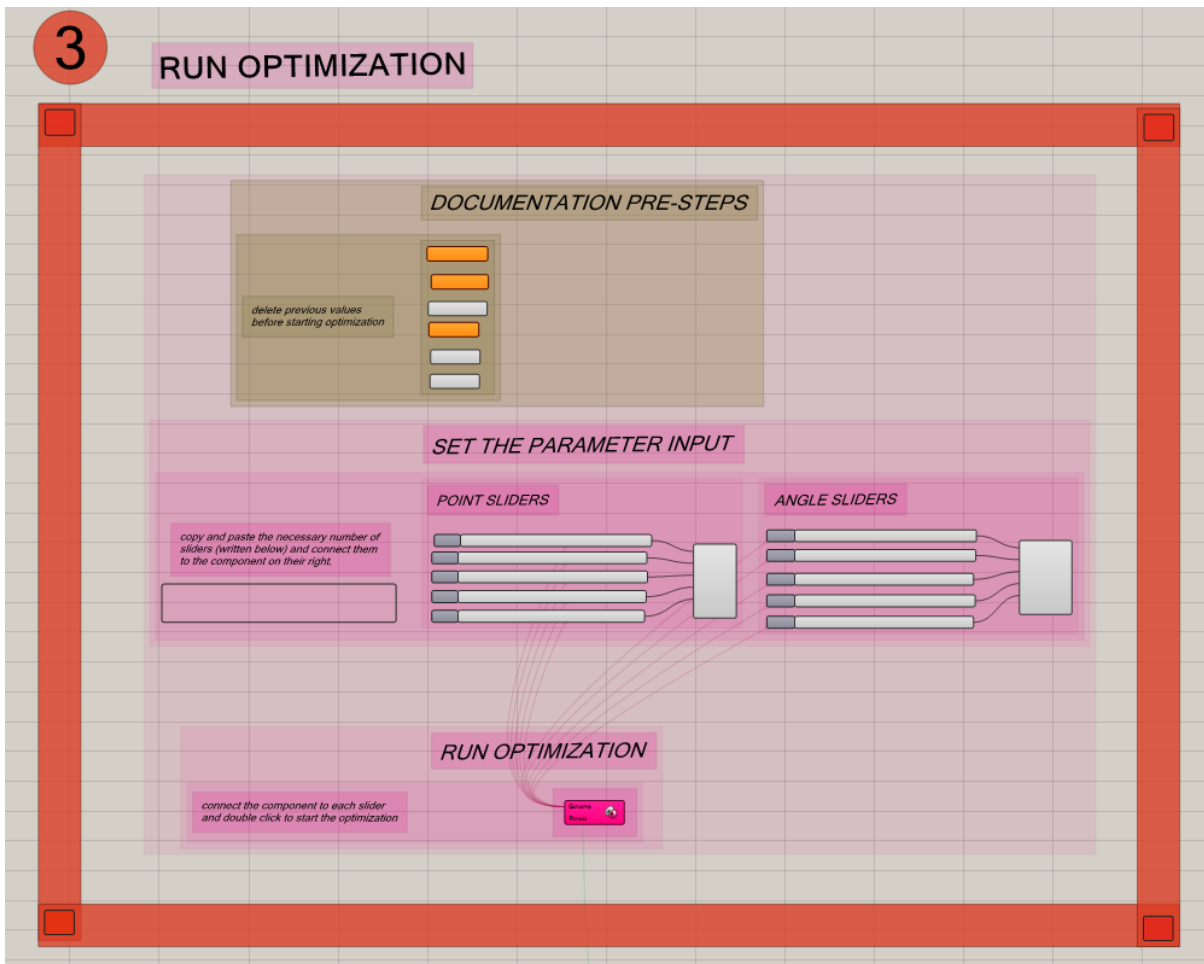 3
RUN OPTIMIZATION
DOCUMENTATION PRE-STEPS
delete previous values
before starting optimization
SET THE PARAMETER INPUT
POINT SLIDERS
ANGLE SLIDERS
copy and paste the necessary number of
sliders (written below) and connect them
to the component on their right.
RUN OPTIMIZATION
connect the component to each slider
and double click to start the optimization
Genome
Fitness